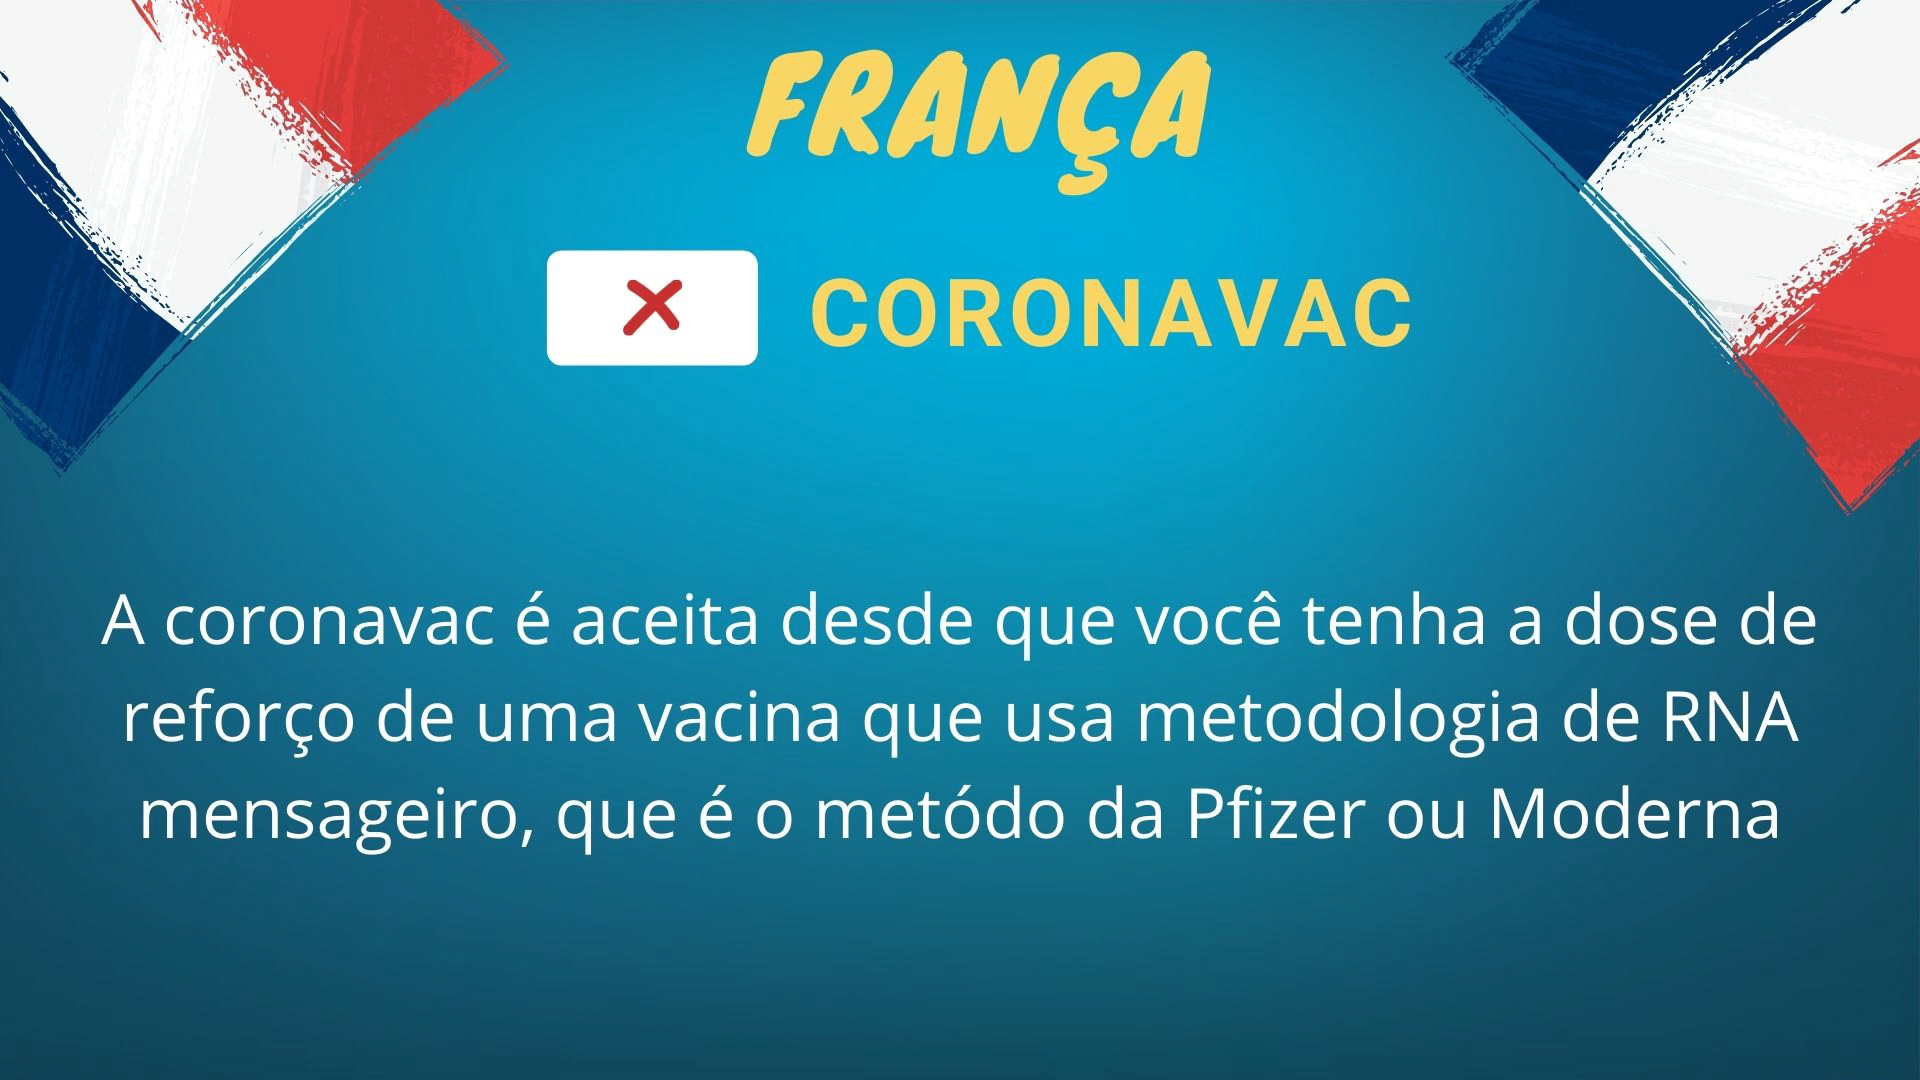 FRANÇA
CORONAVAC
A coronavac é aceita desde que você tenha a dose de
reforço de uma vacina que usa metodologia de RNA
mensageiro, que é o metódo da Pfizer ou Moderna